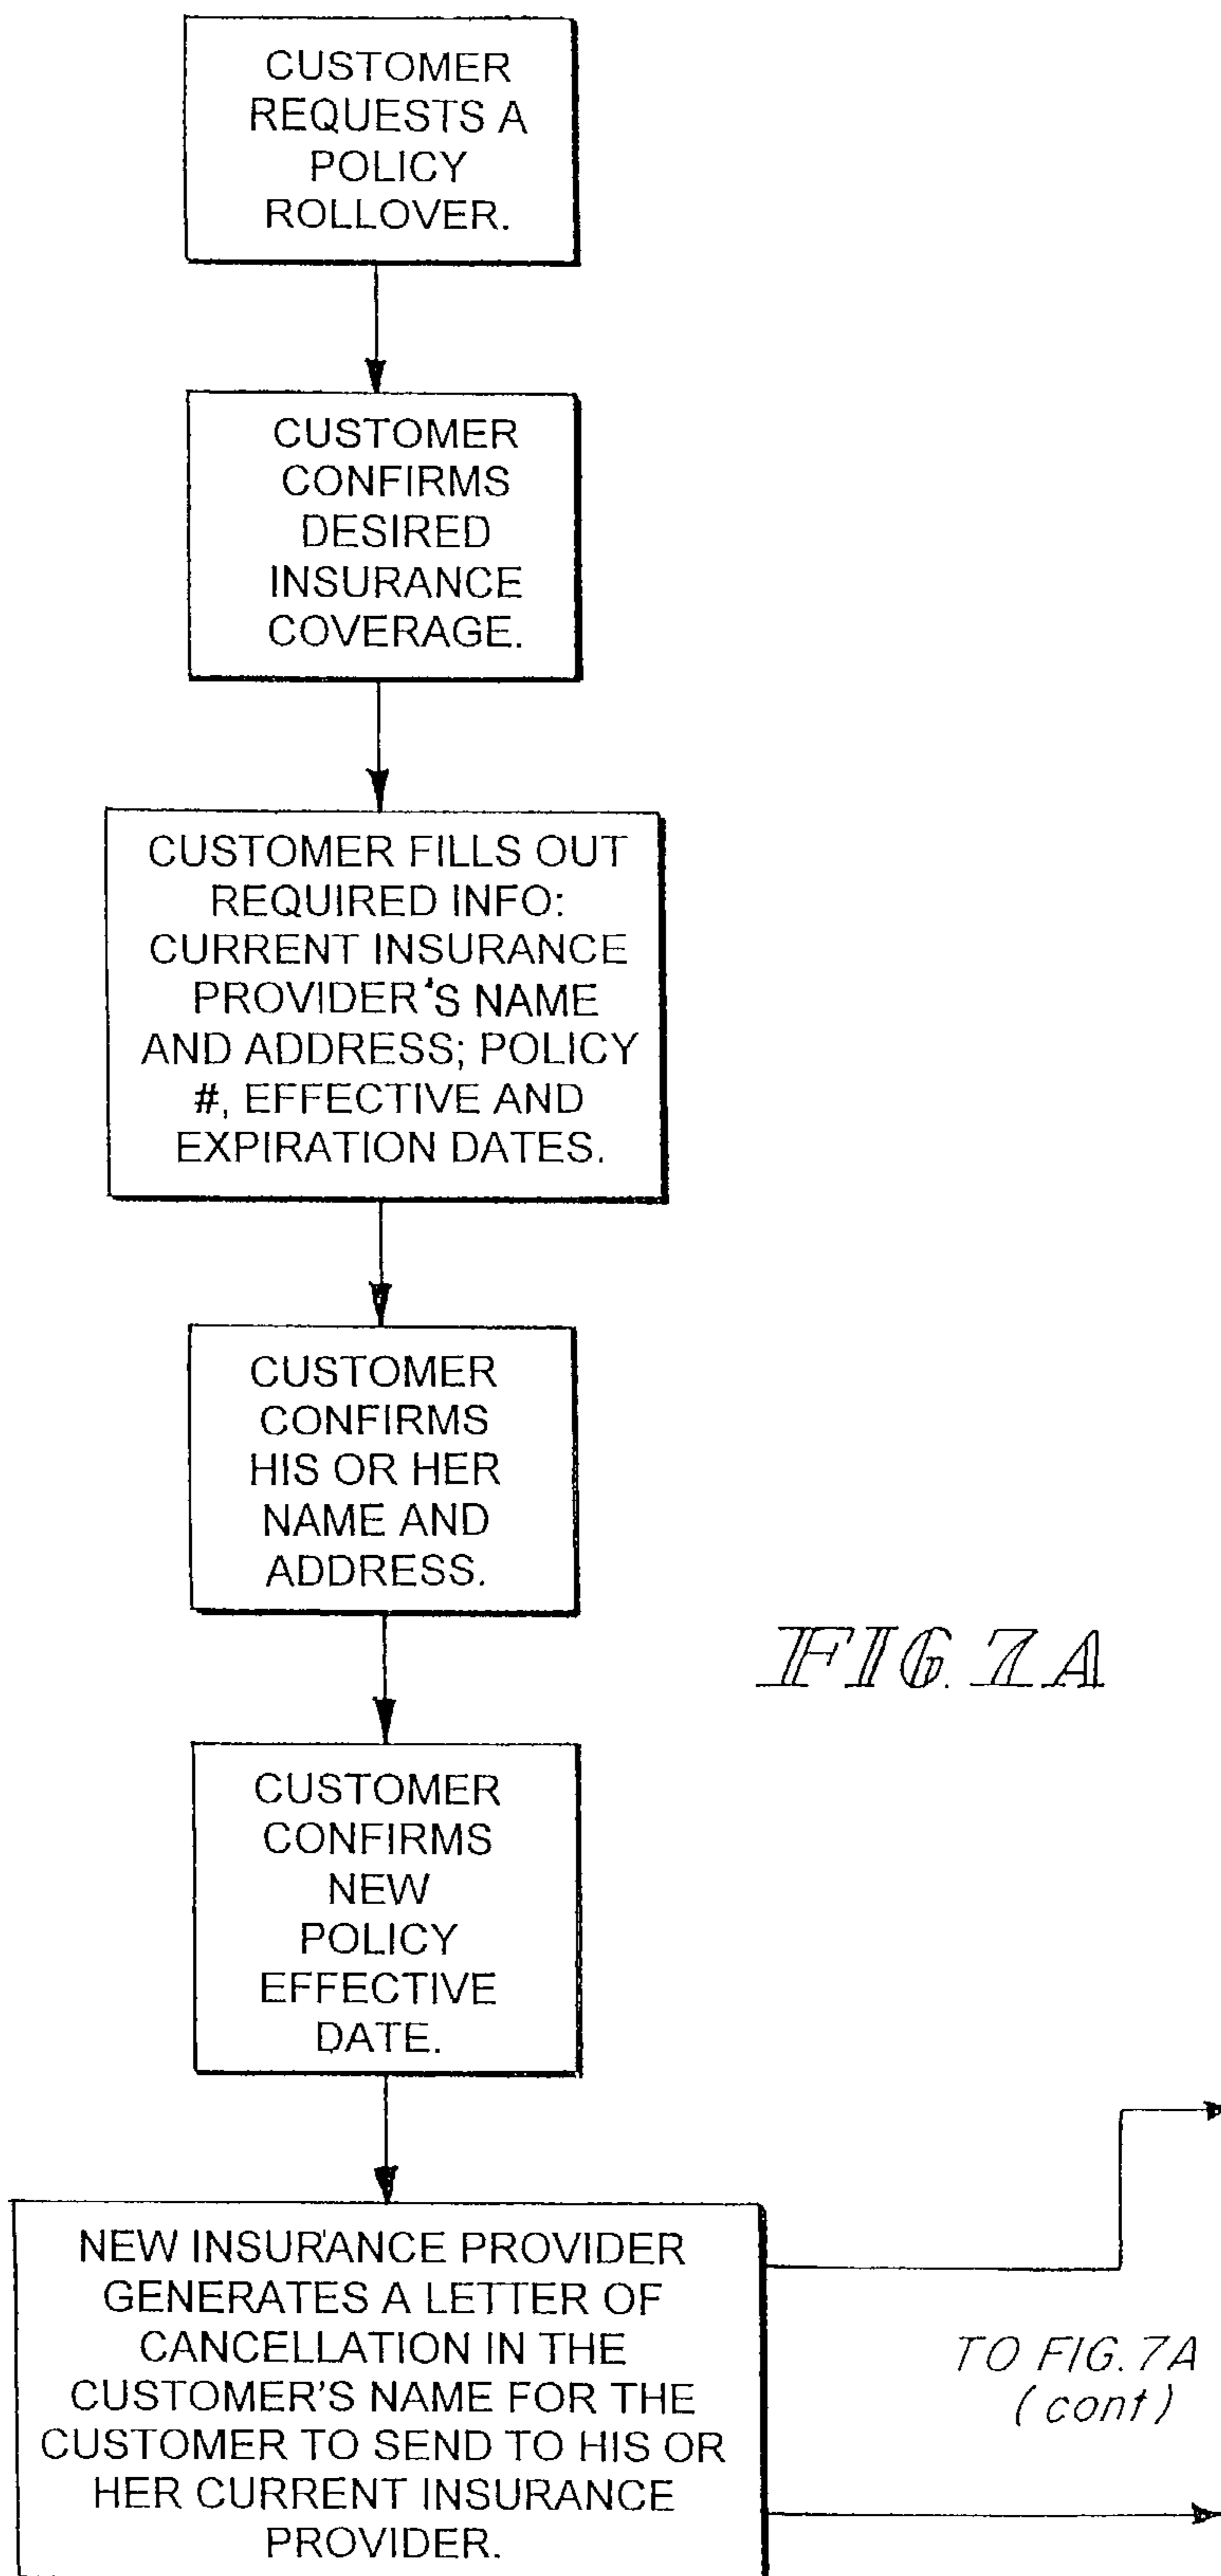 CUSTOMER
REQUESTS A
POLICY
ROLLOVER.
CUSTOMER
CONFIRMS
DESIRED
INSURANCE
COVERAGE.
CUSTOMER FILLS OUT
REQUIRED INFO:
CURRENT INSURANCE
PROVIDER'S NAME
AND ADDRESS; POLICY
#, EFFECTIVE AND
EXPIRATION DATES.
CUSTOMER
CONFIRMS
HIS OR HER
NAME AND
ADDRESS.
FIG. 7A
CUSTOMER
CONFIRMS
NEW
POLICY
EFFECTIVE
DATE.
NEW INSURANCE PROVIDER
GENERATES A LETTER OF
CANCELLATION IN THE
CUSTOMER'S NAME FOR THE
CUSTOMER TO SEND TO HIS OR
HER CURRENT INSURANCE
PROVIDER.
TO FIG. 7A
(cont)